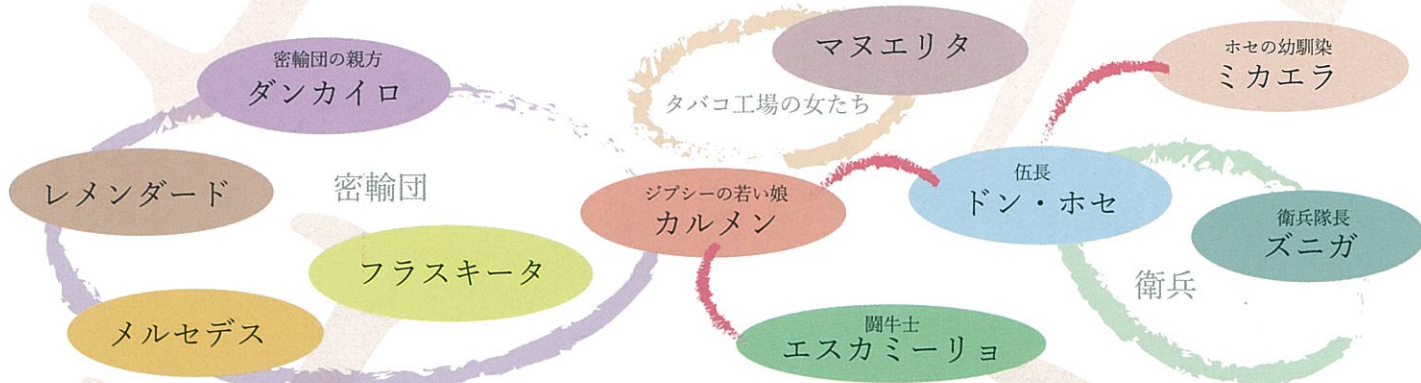 密輸団の親方
ダンカイロ
マヌエリタ
ホセの幼馴染
ミカエラ
タバコ工場の女たち
レメンダード
密輸団
ジプシーの若い娘
カルメン
伍長
ドン・ホセ
衛兵隊長
ズニガ
フラスキータ
衛兵
メルセデス
闘牛士
エスカミーリョ